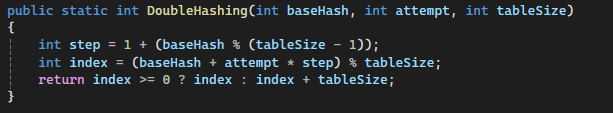 public static int DoubleHashing(int baseHash, int attempt, int tableSize)
{
    int step = 1 + (baseHash % (tableSize - 1));
    int index = (baseHash + attempt * step) % tableSize;
    return index >= 0 ? index : index + tableSize;
}